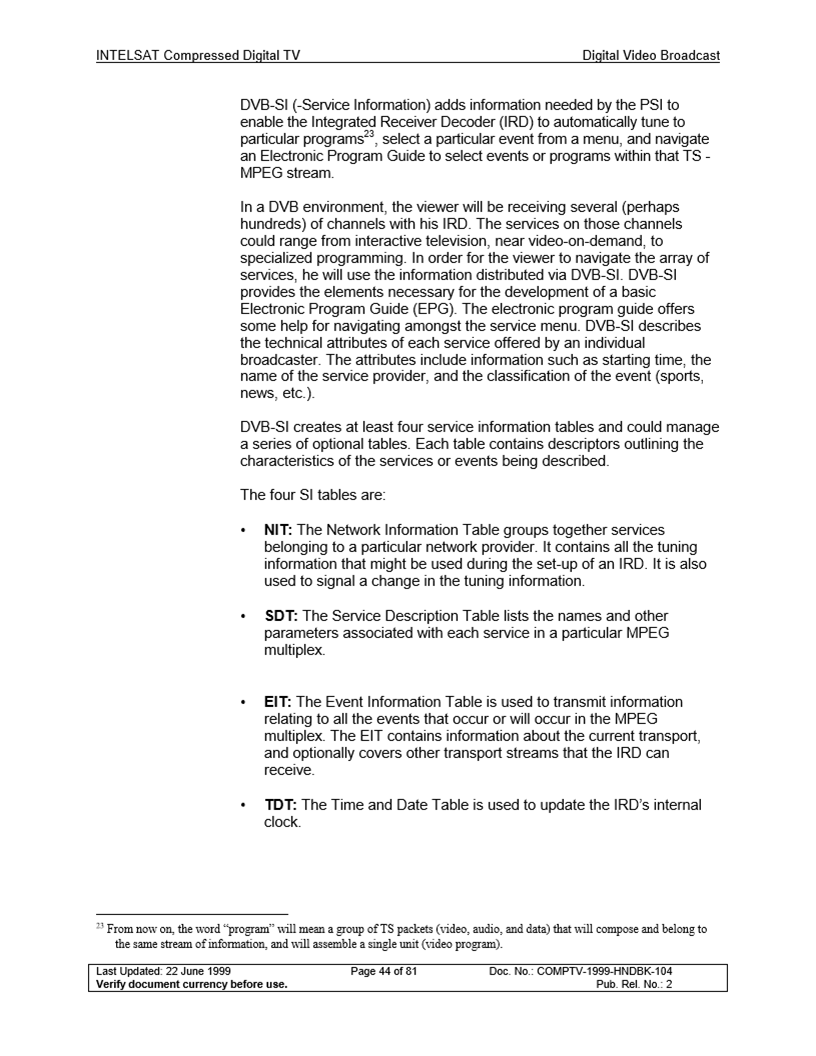 INTELSAT Compressed Digital TV Digital Video Broadcast
DVB-SI (-Service Information) adds information needed by the PSI to
enable the Integrated Receiver Decoder (IRD) to automatically tune to
particular programs23, select a particular event from a menu, and navigate
an Electronic Program Guide to select events or programs within that TS -
MPEG stream.
In a DVB environment, the viewer will be receiving several (perhaps
hundreds) of channels with his IRD. The services on those channels
could range from interactive television, near video-on-demand, to
specialized programming. In order for the viewer to navigate the array of
services, he will use the information distributed via DVB-SI. DVB-SI
provides the elements necessary for the development of a basic
Electronic Program Guide (EPG). The electronic program guide offers
some help for navigating amongst the service menu. DVB-SI describes
the technical attributes of each service offered by an individual
broadcaster. The attributes include information such as starting time, the
name of the service provider, and the classification of the event (sports,
news, etc.).
DVB-SI creates at least four service information tables and could manage
a series of optional tables. Each table contains descriptors outlining the
characteristics of the services or events being described.
The four SI tables are:
• NIT: The Network Information Table groups together services
belonging to a particular network provider. It contains all the tuning
information that might be used during the set-up of an IRD. It is also
used to signal a change in the tuning information.
• SDT: The Service Description Table lists the names and other
parameters associated with each service in a particular MPEG
multiplex.
• EIT: The Event Information Table is used to transmit information
relating to all the events that occur or will occur in the MPEG
multiplex. The EIT contains information about the current transport,
and optionally covers other transport streams that the IRD can
receive.
• TDT: The Time and Date Table is used to update the IRD's internal
clock.
23 From now on, the word “program” will mean a group of TS packets (video, audio, and data) that will compose and belong to
the same stream of information, and will assemble a single unit (video program).
Last Updated: 22 June 1999 Page 44 of 81 Doc. No.: COMPTV-1999-HNDBK-104
Verify document currency before use. Pub. Rel. No.: 2